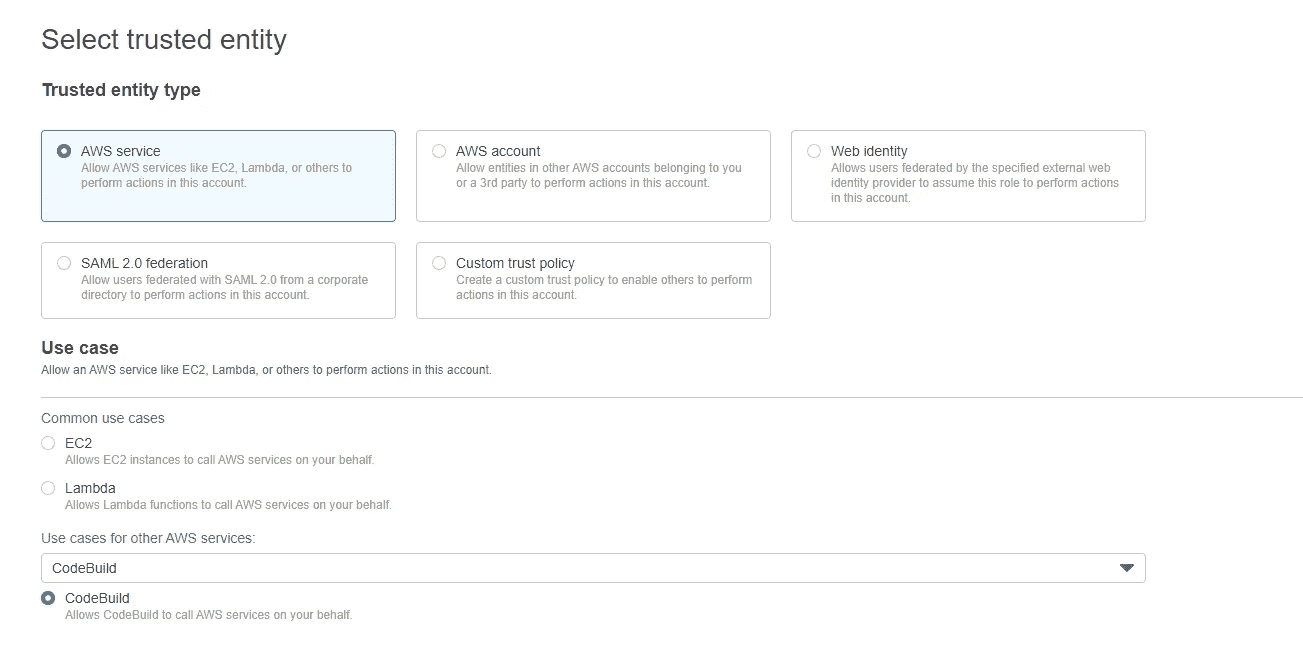 Select trusted entity
Trusted entity type
AWS service
Allow AWS services like EC2, Lambda, or others to
perform actions in this account.
AWS account
Allow entities in other AWS accounts belonging to you
or a 3rd party to perform actions in this account.
Web identity
Allows users federated by the specified external web
identity provider to assume this role to perform actions
in this account.
SAML 2.0 federation
Allow users federated with SAML 2.0 from a corporate
directory to perform actions in this account.
Custom trust policy
Create a custom trust policy to enable others to perform
actions in this account.
Use case
Allow an AWS service like EC2, Lambda, or others to perform actions in this account.
Common use cases
EC2
Allows EC2 instances to call AWS services on your behalf.
Lambda
Allows Lambda functions to call AWS services on your behalf.
Use cases for other AWS services:
CodeBuild
CodeBuild
Allows CodeBuild to call AWS services on your behalf.